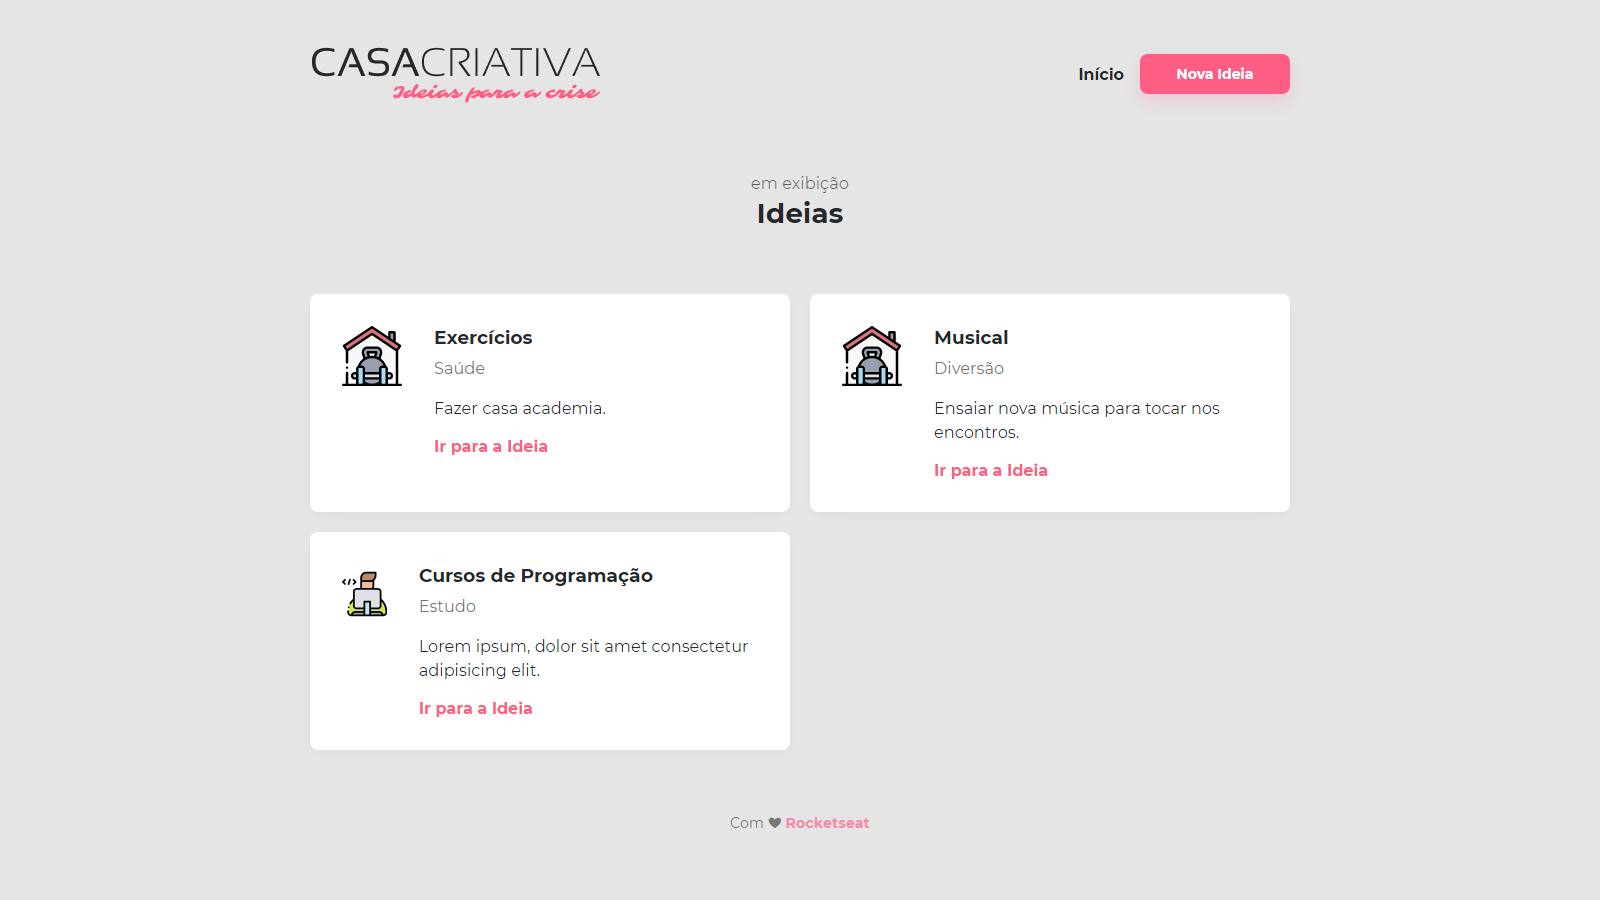 CASACRIATIVA
Ideias para a crise
Início
Nova Ideia
em exibição
Ideias
Exercícios
Saúde
Fazer casa academia.
Ir para a Ideia
Musical
Diversão
Ensaiar nova música para tocar nos
encontros.
Ir para a Ideia
Cursos de Programação
Estudo
Lorem ipsum, dolor sit amet consectetur
adipisicing elit.
Ir para a Ideia
Com ♥ Rocketseat